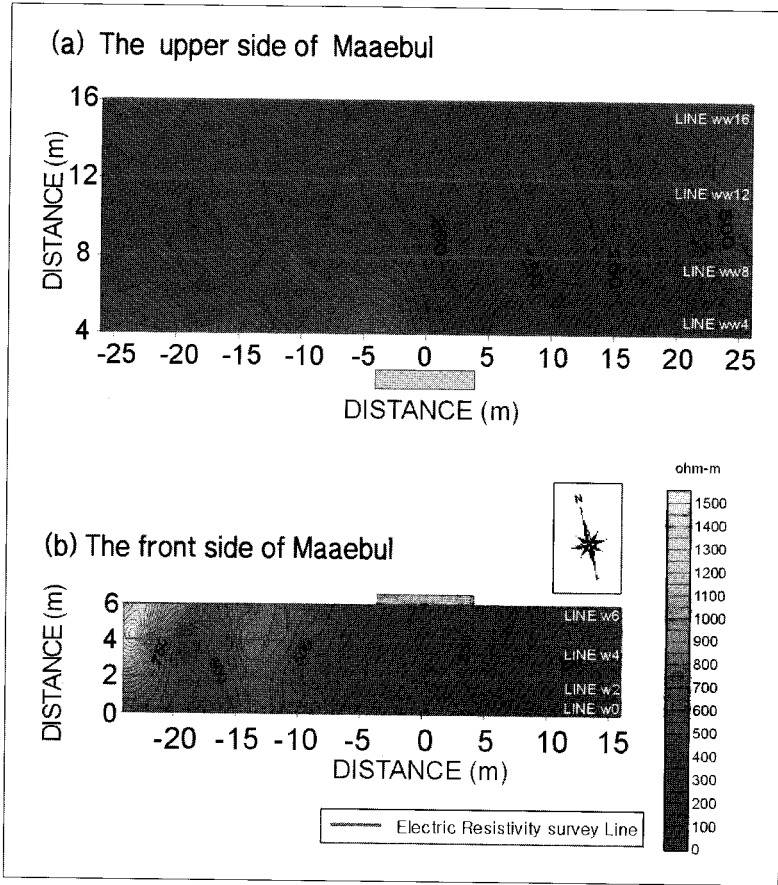 (a) The upper side of Maaebul
16
12
8
4
DISTANCE (m)
LINE ww16
LINE ww12
LINE ww8
LINE ww4
-25 -20 -15 -10 -5 0 5 10 15 20 25
DISTANCE (m)
ohm-m
N
1500
1400
1300
1200
1100
1000
900
800
700
600
500
400
300
200
100
0
(b) The front side of Maaebul
6
4
2
0
DISTANCE (m)
LINE w6
LINE w4
LINE w2
LINE w0
-20 -15 -10 -5 0 5 10 15
DISTANCE (m)
Electric Resistivity survey Line